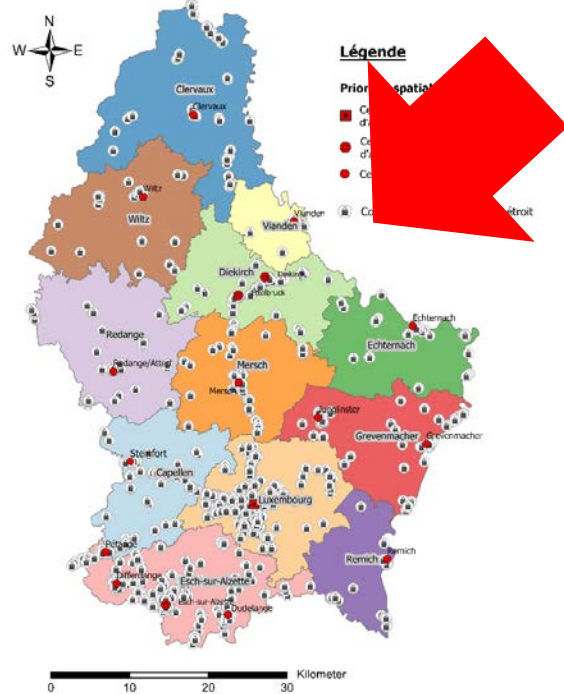 N
W E
S
Légende
Priori spatial
Ce
d'a
Ce
d'a
Ce
Co étroit
Clervaux
Clervaux
Wiltz
Wiltz
Vianden
Vianden
Diekirch
Diekirch
Ettelbruck
Redange
Redange/Attert
Echternach
Echternach
Mersch
Mersch
Junglinster
Grevenmacher
Grevenmacher
Steinfort
Capellen
Luxembourg
Remich
Remich
Pétange
Differdange
Esch-sur-Alzette
Esch-sur-Alzette
Dudelange
Kilometer
0 10 20 30